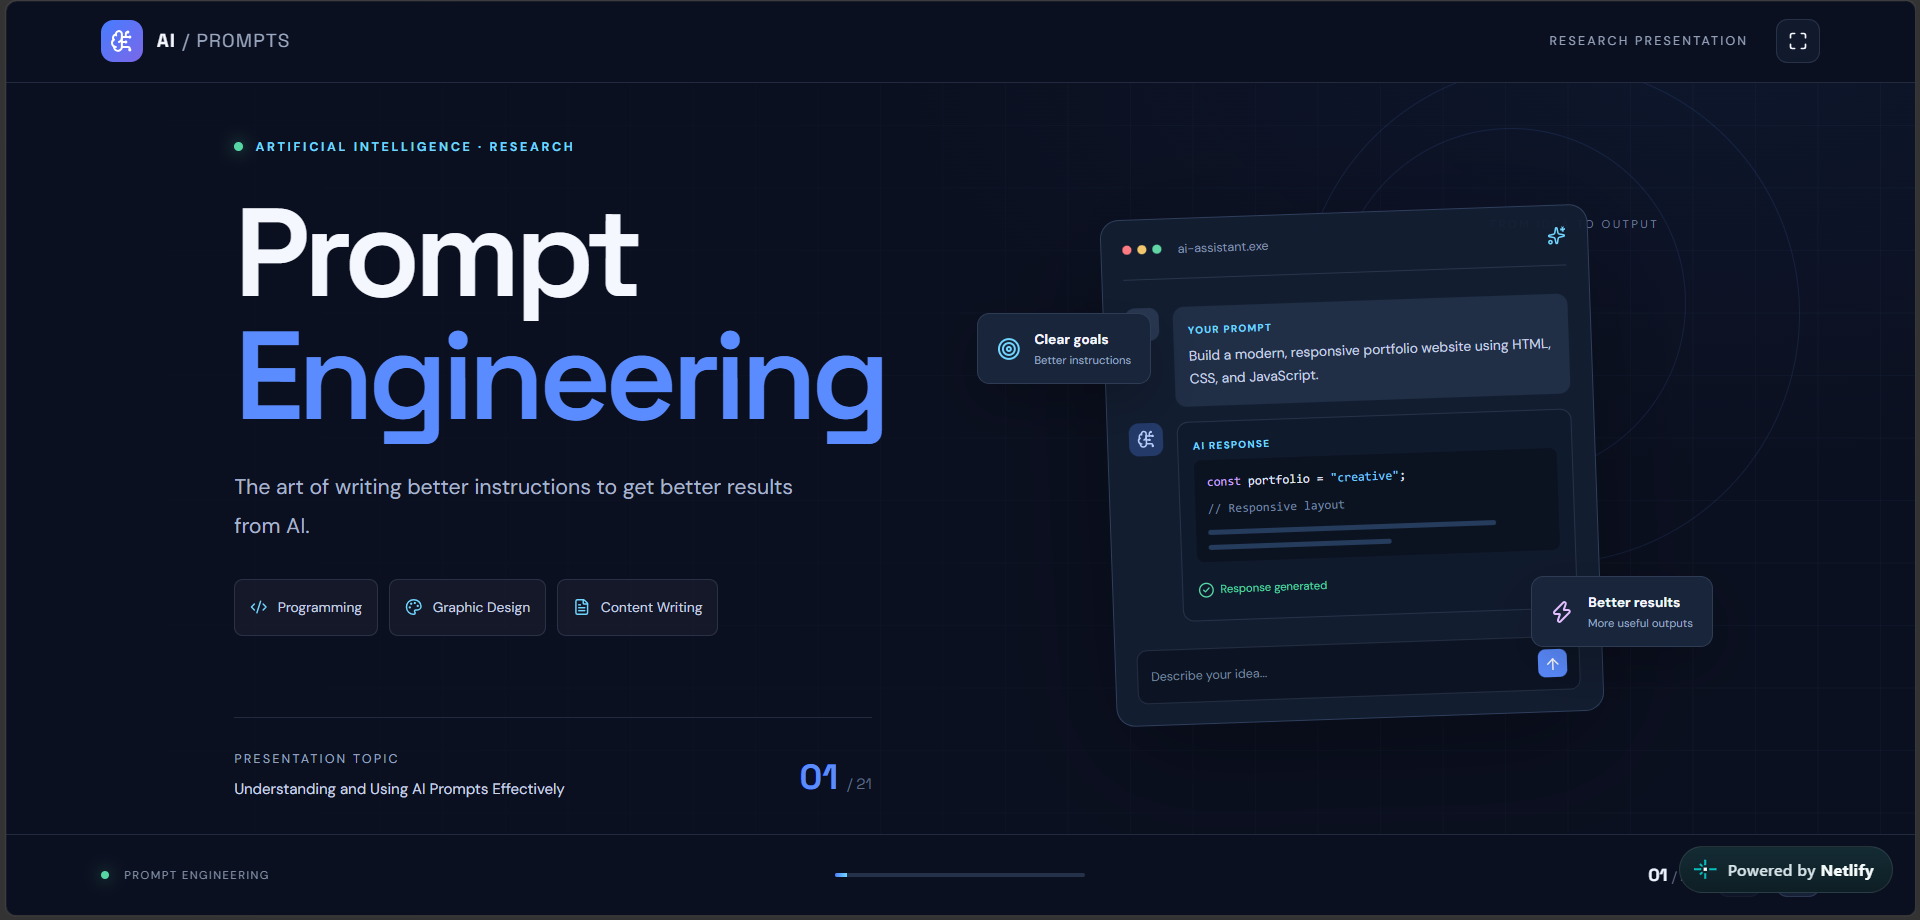 AI / PROMPTS
RESEARCH PRESENTATION
ARTIFICIAL INTELLIGENCE · RESEARCH
Prompt
Engineering
The art of writing better instructions to get better results
from AI.
Programming
Graphic Design
Content Writing
PRESENTATION TOPIC
Understanding and Using AI Prompts Effectively
01 / 21
OUTPUT
ai-assistant.exe
Clear goals
Better instructions
YOUR PROMPT
Build a modern, responsive portfolio website using HTML,
CSS, and JavaScript.
AI RESPONSE
const portfolio = "creative";
// Responsive layout
Response generated
Better results
More useful outputs
Describe your idea...
PROMPT ENGINEERING
01 /
Powered by Netlify